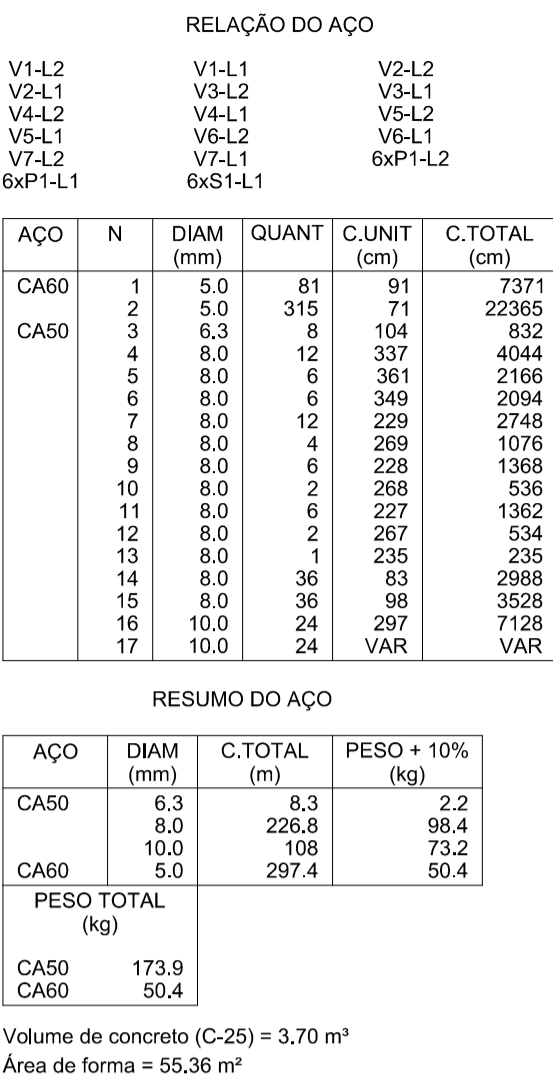 RELAÇÃO DO AÇO
V1-L2 V1-L1 V2-L2
V2-L1 V3-L2 V3-L1
V4-L2 V4-L1 V5-L2
V5-L1 V6-L2 V6-L1
V7-L2 V7-L1 6xP1-L2
6xP1-L1 6xS1-L1
AÇO N DIAM QUANT C.UNIT C.TOTAL
(mm) (cm) (cm)
CA60 1 5.0 81 91 7371
2 5.0 315 71 22365
CA50 3 6.3 8 104 832
4 8.0 12 337 4044
5 8.0 6 361 2166
6 8.0 6 349 2094
7 8.0 12 229 2748
8 8.0 4 269 1076
9 8.0 6 228 1368
10 8.0 2 268 536
11 8.0 6 227 1362
12 8.0 2 267 534
13 8.0 1 235 235
14 8.0 36 83 2988
15 8.0 36 98 3528
16 10.0 24 297 7128
17 10.0 24 VAR VAR
RESUMO DO AÇO
AÇO DIAM C.TOTAL PESO + 10%
(mm) (m) (kg)
CA50 6.3 8.3 2.2
8.0 226.8 98.4
10.0 108 73.2
CA60 5.0 297.4 50.4
PESO TOTAL
(kg)
CA50 173.9
CA60 50.4
Volume de concreto (C-25) = 3.70 m³
Área de forma = 55.36 m²